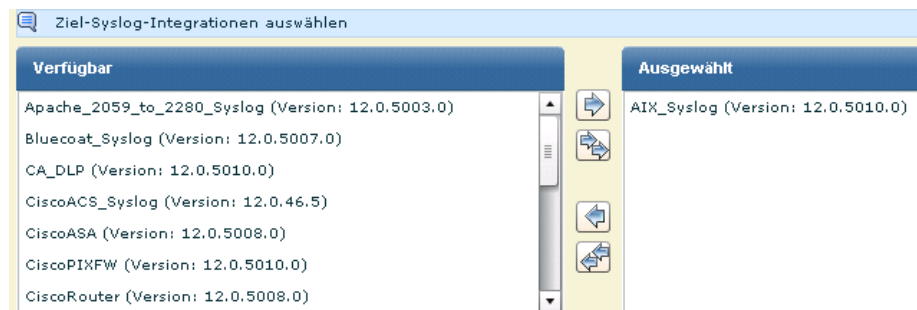 Ziel-Syslog-Integrationen auswählen
Verfügbar
Apache_2059_to_2280_Syslog (Version: 12.0.5003.0)
Bluecoat_Syslog (Version: 12.0.5007.0)
CA_DLP (Version: 12.0.5010.0)
CiscoACS_Syslog (Version: 12.0.46.5)
CiscoASA (Version: 12.0.5008.0)
CiscoPIXFW (Version: 12.0.5010.0)
CiscoRouter (Version: 12.0.5008.0)
Ausgewählt
AIX_Syslog (Version: 12.0.5010.0)